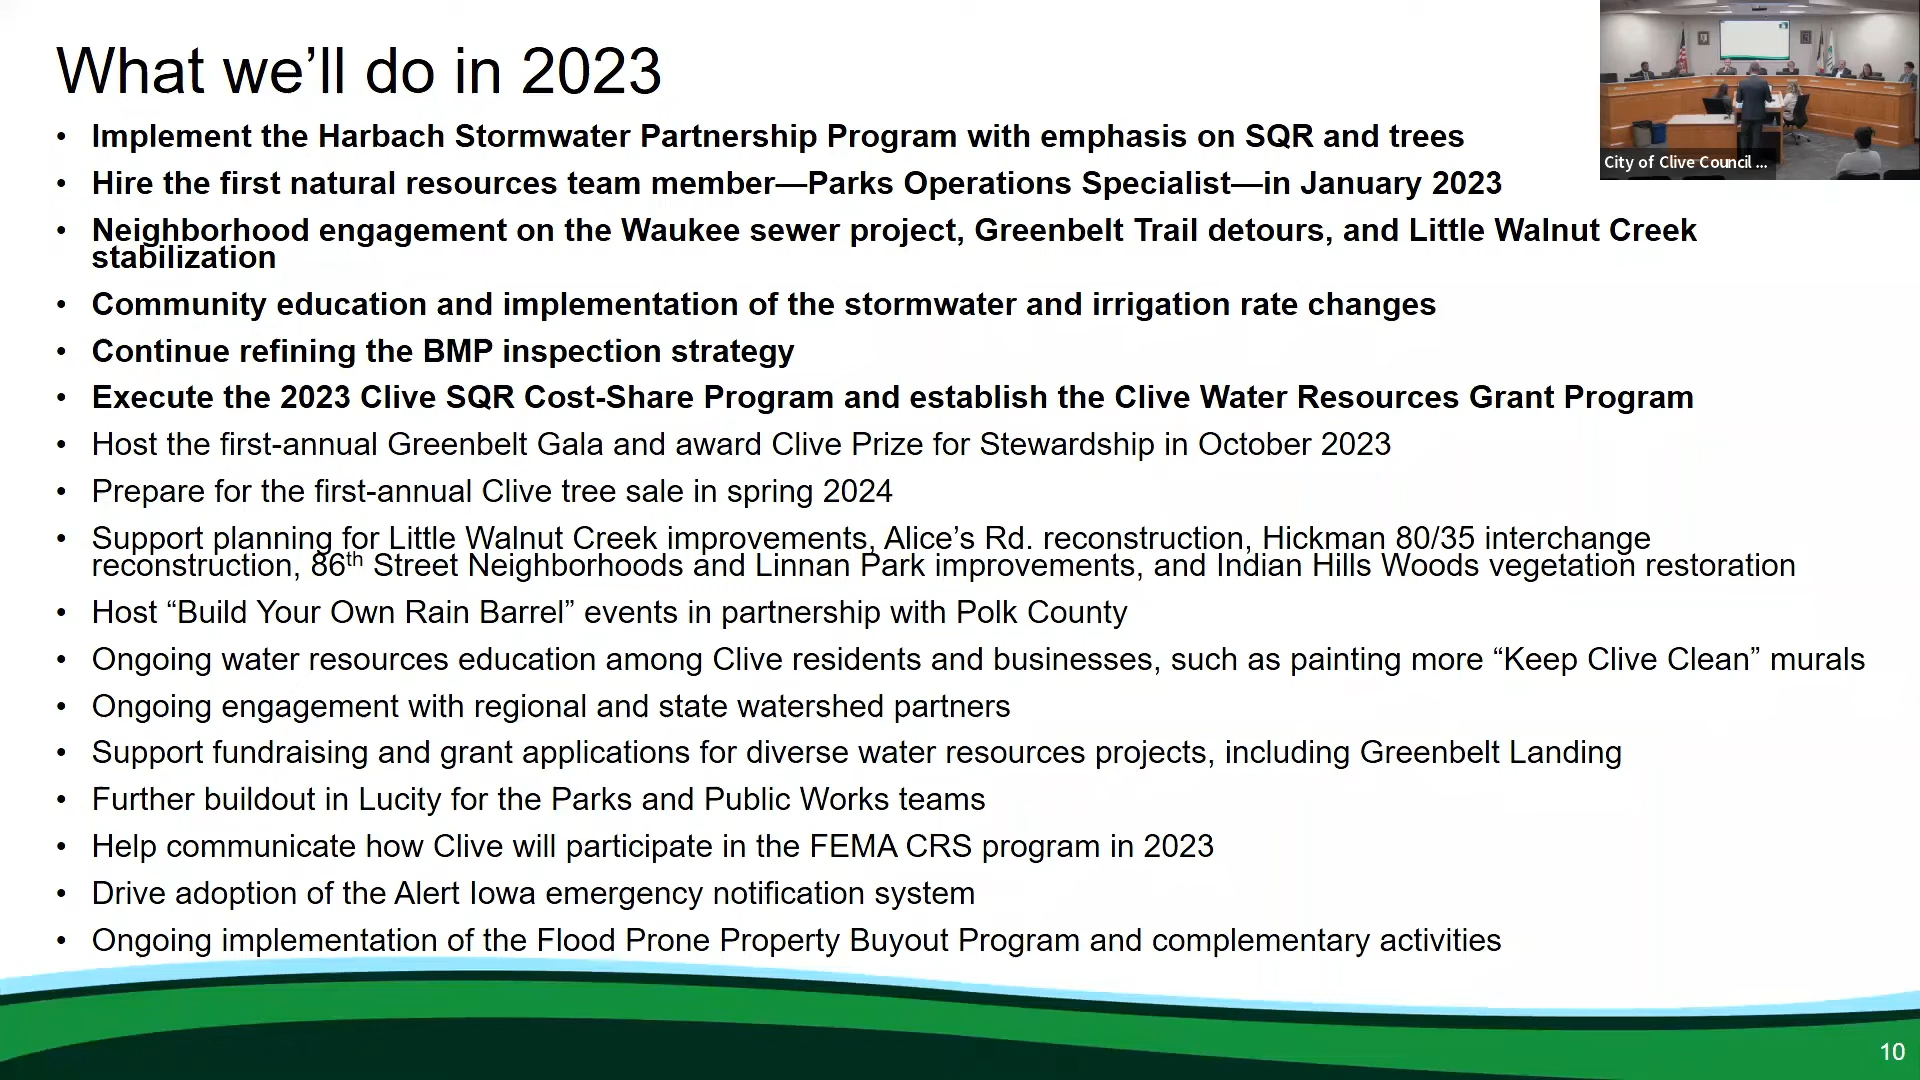 What we’ll do in 2023
• Implement the Harbach Stormwater Partnership Program with emphasis on SQR and trees
• Hire the first natural resources team member—Parks Operations Specialist—in January 2023
• Neighborhood engagement on the Waukee sewer project, Greenbelt Trail detours, and Little Walnut Creek
stabilization
• Community education and implementation of the stormwater and irrigation rate changes
• Continue refining the BMP inspection strategy
• Execute the 2023 Clive SQR Cost-Share Program and establish the Clive Water Resources Grant Program
• Host the first-annual Greenbelt Gala and award Clive Prize for Stewardship in October 2023
• Prepare for the first-annual Clive tree sale in spring 2024
• Support planning for Little Walnut Creek improvements, Alice’s Rd. reconstruction, Hickman 80/35 interchange
reconstruction, 86th Street Neighborhoods and Linnan Park improvements, and Indian Hills Woods vegetation restoration
• Host “Build Your Own Rain Barrel” events in partnership with Polk County
• Ongoing water resources education among Clive residents and businesses, such as painting more “Keep Clive Clean” murals
• Ongoing engagement with regional and state watershed partners
• Support fundraising and grant applications for diverse water resources projects, including Greenbelt Landing
• Further buildout in Lucity for the Parks and Public Works teams
• Help communicate how Clive will participate in the FEMA CRS program in 2023
• Drive adoption of the Alert Iowa emergency notification system
• Ongoing implementation of the Flood Prone Property Buyout Program and complementary activities
City of Clive Council ...
10